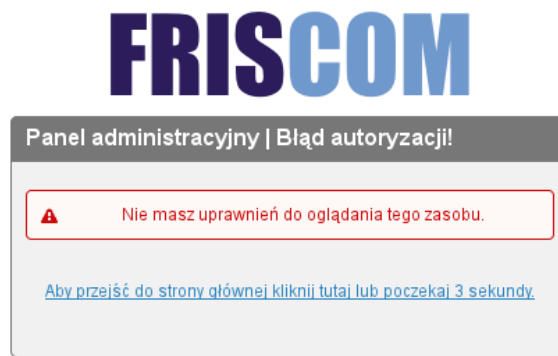 FRISCOM
Panel administracyjny | Błąd autoryzacji!
Nie masz uprawnień do oglądania tego zasobu.
Aby przejść do strony głównej kliknij tutaj lub poczekaj 3 sekundy.